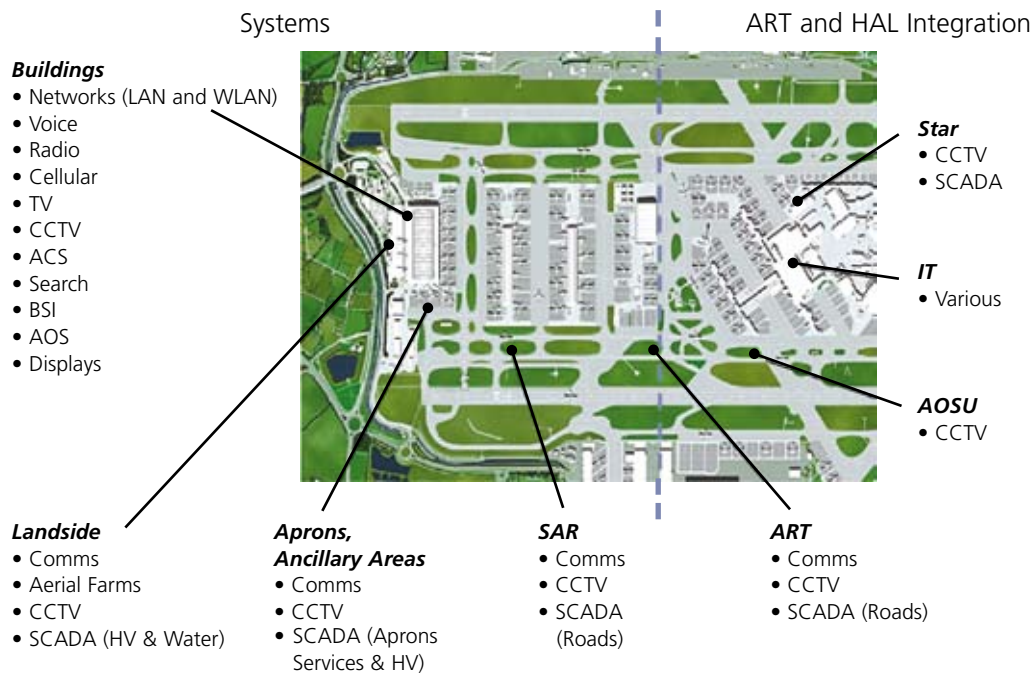 Systems
ART and HAL Integration
Buildings
• Networks (LAN and WLAN)
• Voice
• Radio
• Cellular
• TV
• CCTV
• ACS
• Search
• BSI
• AOS
• Displays
Star
• CCTV
• SCADA
IT
• Various
AOSU
• CCTV
Landside
• Comms
• Aerial Farms
• CCTV
• SCADA (HV & Water)
Aprons,
Ancillary Areas
• Comms
• CCTV
• SCADA (Aprons
Services & HV)
SAR
• Comms
• CCTV
• SCADA
(Roads)
ART
• Comms
• CCTV
• SCADA (Roads)